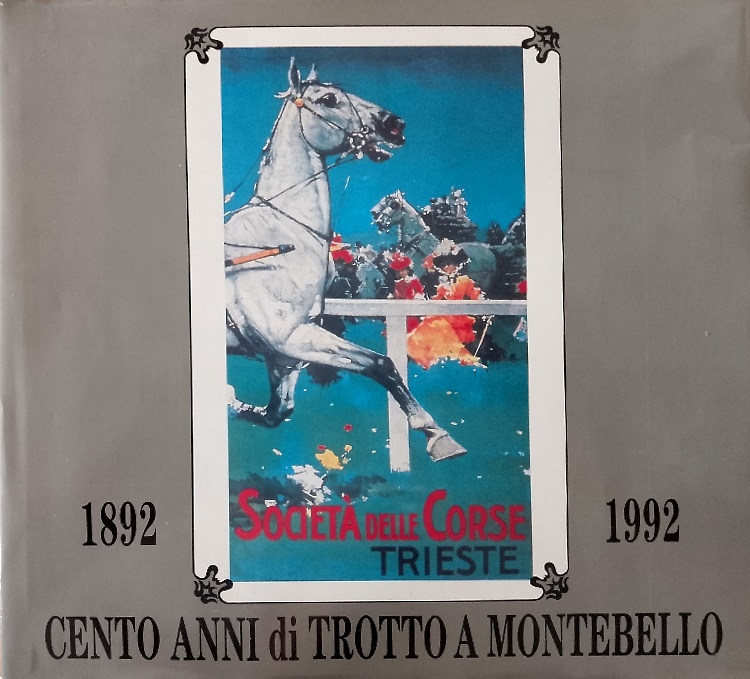 SOCIETÀ DELLE CORSE
TRIESTE
1892
1992
CENTO ANNI di TROTTO A MONTEBELLO